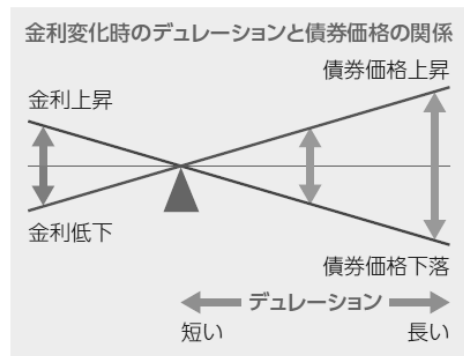 金利変化時のデュレーションと債券価格の関係
債券価格上昇
金利上昇
金利低下
債券価格下落
デュレーション
短い
長い